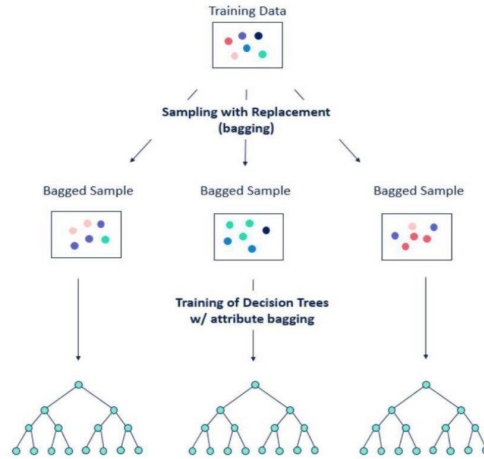 Training Data
Sampling with Replacement
(bagging)
Bagged Sample
Bagged Sample
Bagged Sample
Training of Decision Trees
w/ attribute bagging